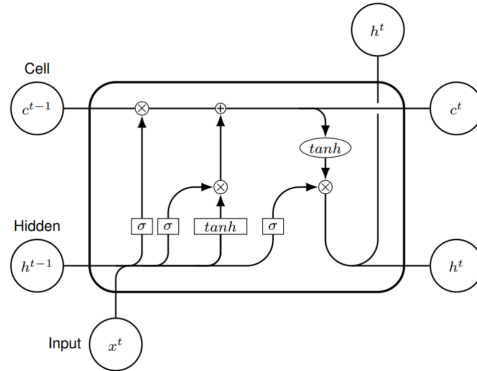 h^t
Cell
c^{t-1}
×
+
c^t
tanh
×
×
Hidden
σ
σ
tanh
σ
h^{t-1}
h^t
Input
x^t